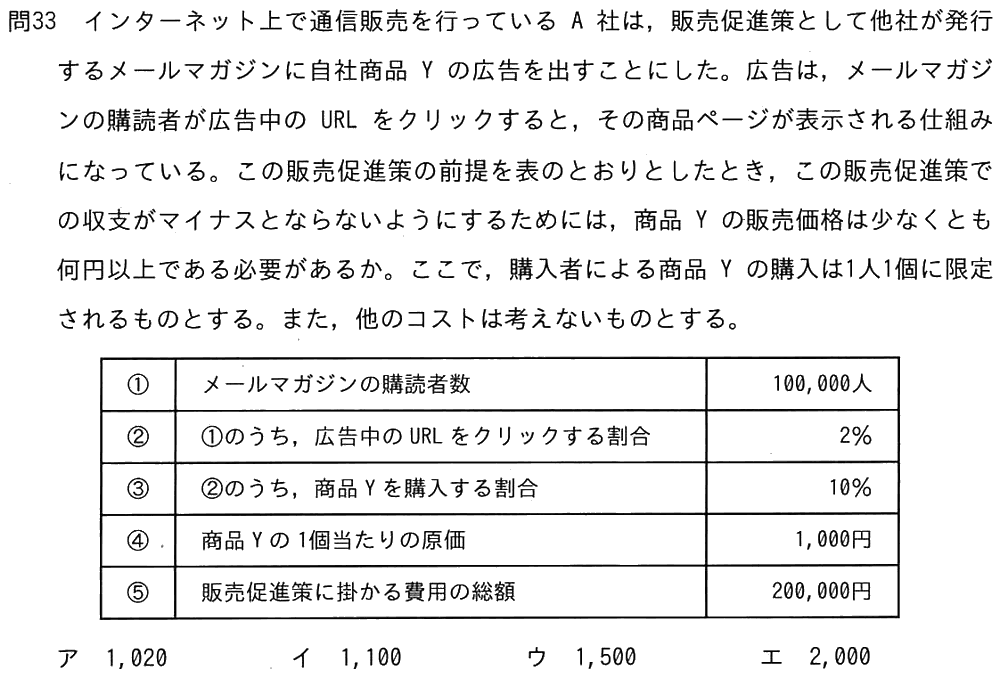 問33 インターネット上で通信販売を行っている A 社は，販売促進策として他社が発行
するメールマガジンに自社商品 Y の広告を出すことにした。広告は，メールマガジ
ンの購読者が広告中の URL をクリックすると，その商品ページが表示される仕組み
になっている。この販売促進策の前提を表のとおりとしたとき，この販売促進策で
の収支がマイナスとならないようにするためには，商品 Y の販売価格は少なくとも
何円以上である必要があるか。ここで，購入者による商品 Y の購入は1人1個に限定
されるものとする。また，他のコストは考えないものとする。
① メールマガジンの購読者数 100,000人
② ①のうち，広告中の URL をクリックする割合 2%
③ ②のうち，商品 Y を購入する割合 10%
④ 商品 Y の 1個当たりの原価 1,000円
⑤ 販売促進策に掛かる費用の総額 200,000円
ア 1,020 イ 1,100 ウ 1,500 エ 2,000